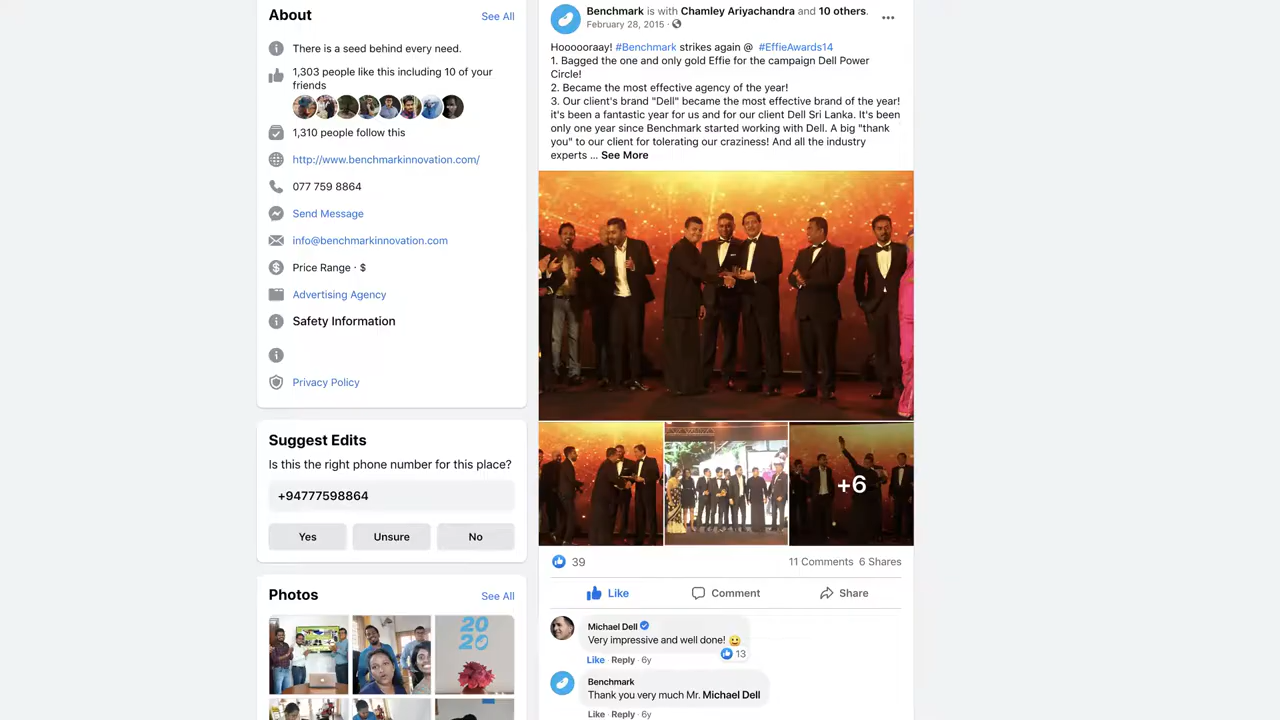 About
See All
There is a seed behind every need.
1,303 people like this including 10 of your
friends
1,310 people follow this
http://www.benchmarkinnovation.com/
077 759 8864
Send Message
info@benchmarkinnovation.com
Price Range · $
Advertising Agency
Safety Information
Privacy Policy
Suggest Edits
Is this the right phone number for this place?
+94777598864
Yes
Unsure
No
Photos
See All
2020
Benchmark is with Chamley Ariyachandra and 10 others.
February 28, 2015 ·
Hoooooraay! #Benchmark strikes again @ #EffieAwards14
1. Bagged the one and only gold Effie for the campaign Dell Power
Circle!
2. Became the most effective agency of the year!
3. Our client's brand "Dell" became the most effective brand of the year!
it's been a fantastic year for us and for our client Dell Sri Lanka. It's been
only one year since Benchmark started working with Dell. A big "thank
you" to our client for tolerating our craziness! And all the industry
experts ... See More
+6
39
11 Comments 6 Shares
Like
Comment
Share
Michael Dell
Very impressive and well done! 😃
13
Like · Reply · 6y
Benchmark
Thank you very much Mr. Michael Dell
Like · Reply · 6y